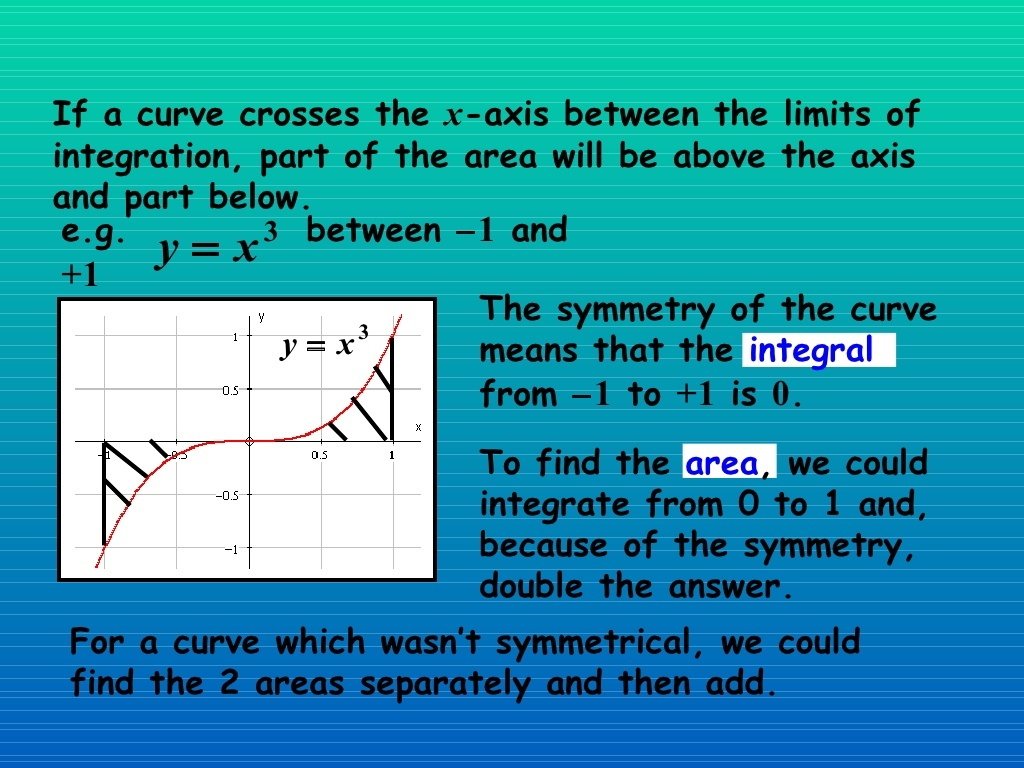 If a curve crosses the x-axis between the limits of
integration, part of the area will be above the axis
and part below.
e.g. y = x³ between –1 and
+1
y
1
y = x³
0.5
x
-1
-0.5
0.5
1
-0.5
-1
The symmetry of the curve
means that the integral
from –1 to +1 is 0.
To find the area, we could
integrate from 0 to 1 and,
because of the symmetry,
double the answer.
For a curve which wasn’t symmetrical, we could
find the 2 areas separately and then add.